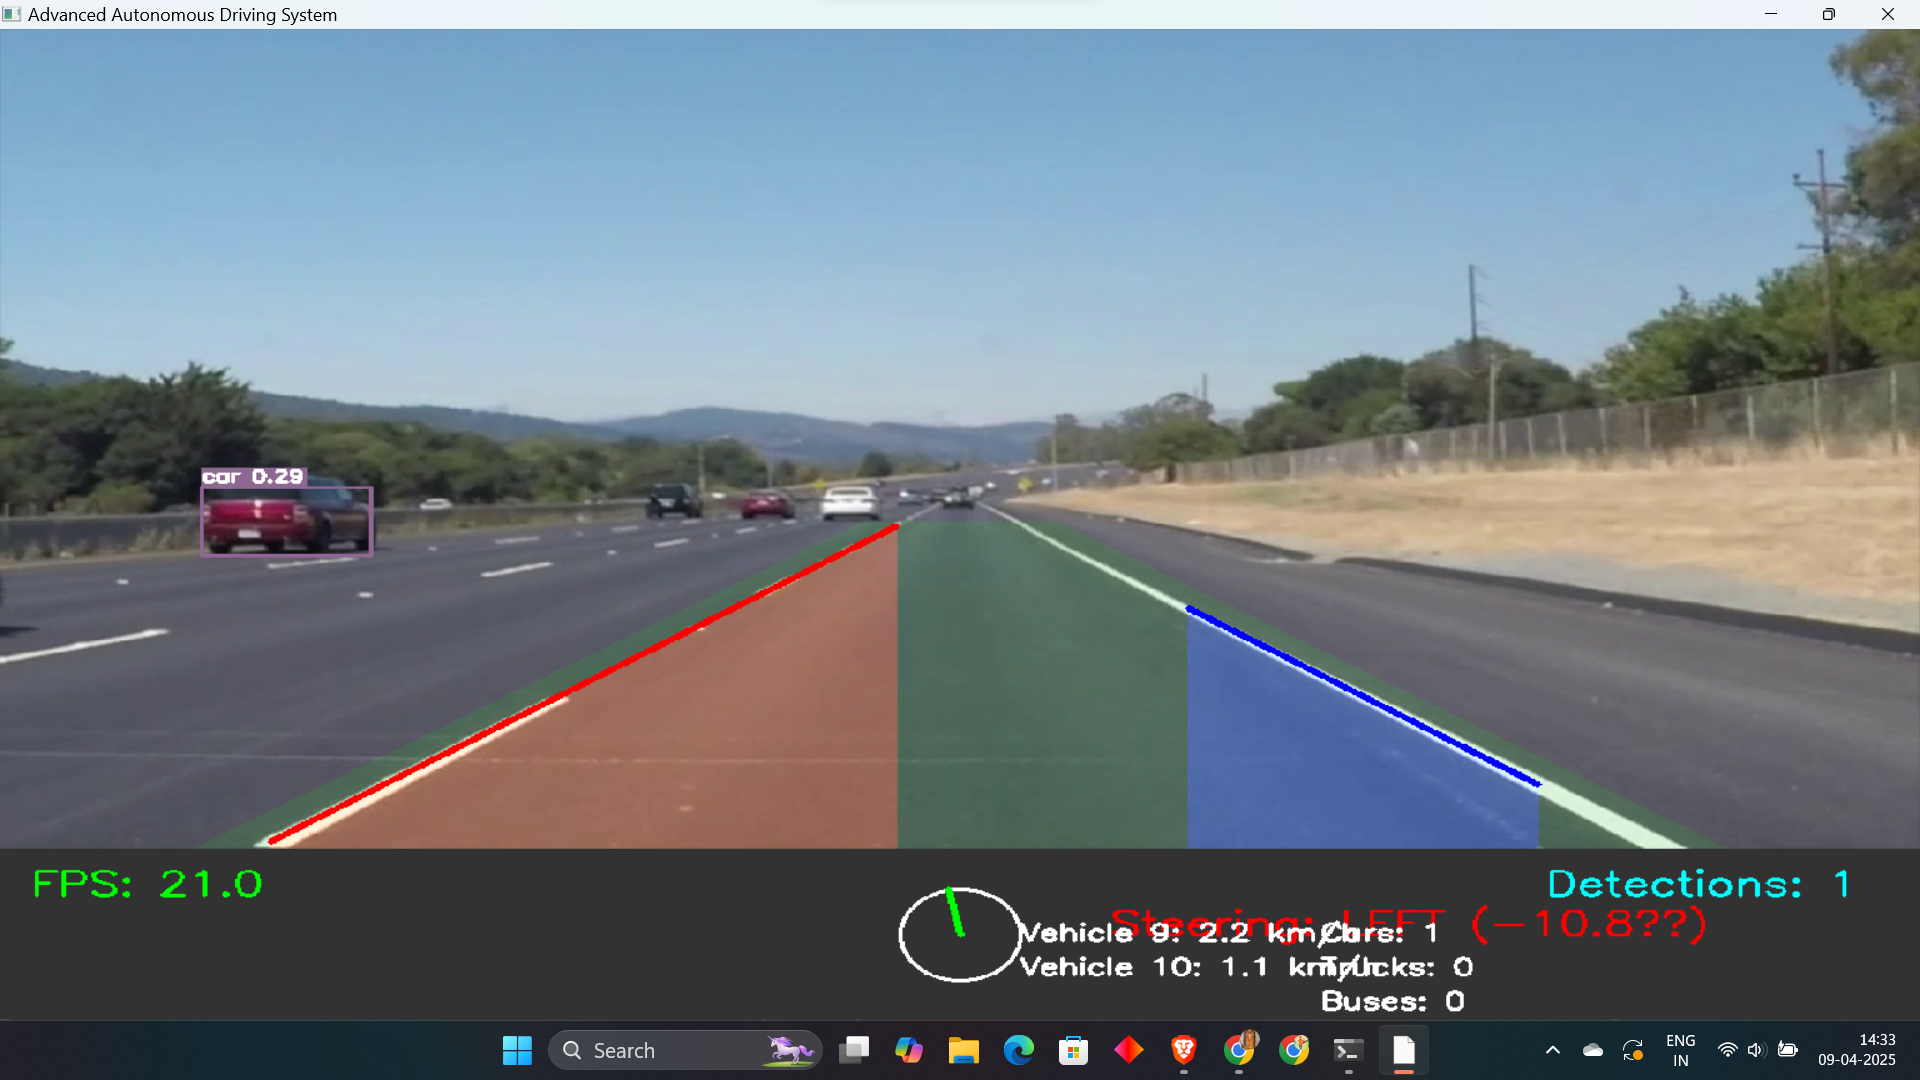 Advanced Autonomous Driving System
car 0.29
FPS: 21.0
Detections: 1
Steering: LEFT (-10.8??)
Vehicle 9: 2.2 km/h
Cars: 1
Vehicle 10: 1.1 km/h
Trucks: 0
Buses: 0
Search
ENG
IN
14:33
09-04-2025